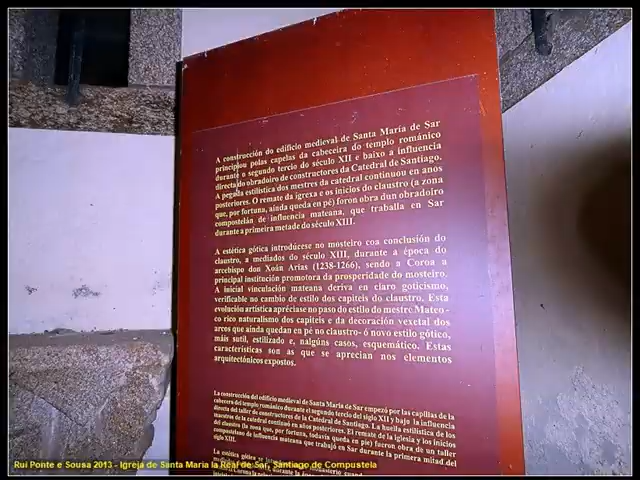 A construcción do edificio medieval de Santa María de Sar
principiou polas capelas da cabeceira do templo románico
durante o segundo tercio do século XII e baixo a influencia
directa do obradoiro de constructores da Catedral de Santiago.
A pegada estilística dos mestres da catedral continuou en anos
posteriores. O remate da igrexa e os inicios do claustro (a zona
que, por fortuna, aínda queda en pé) foron obra dun obradoiro
compostelán de influencia mateana, que traballa en Sar
durante a primeira metade do século XIII.
A estética gótica introdúcese no mosteiro coa conclusión do
claustro, a mediados do século XIII, durante a época do
arcebispo don Xoán Arias (1238-1266), sendo a Coroa a
principal institución promotora da prosperidade do mosteiro.
A inicial vinculación mateana deriva en claro goticismo,
verificable no cambio de estilo dos capiteis do claustro. Esta
evolución artística apréciase no paso do estilo do mestre Mateo -
co rico naturalismo dos capiteis e da decoración vexetal dos
arcos que aínda quedan en pé no claustro- ó novo estilo gótico,
máis sutil, estilizado e, nalgúns casos, esquemático. Estas
características son as que se aprecian nos elementos
arquitectónicos expostos.
La construcción del edificio medieval de Santa María de Sar empezó por las capillas de la
cabecera del templo románico durante el segundo tercio del siglo XII y bajo la influencia
directa del taller de constructores de la Catedral de Santiago. La huella estilística de los
maestros de la catedral continuó en años posteriores. El remate de la iglesia y los inicios
del claustro (la zona que, por fortuna, todavía queda en pie) fueron obra de un taller
compostelano de influencia mateana que trabajó en Sar durante la primera mitad del
siglo XIII.
La estética gótica se
Rui Ponte e Sousa 2013 - Igreja de Santa Maria la Real de Sar, Santiago de Compustela